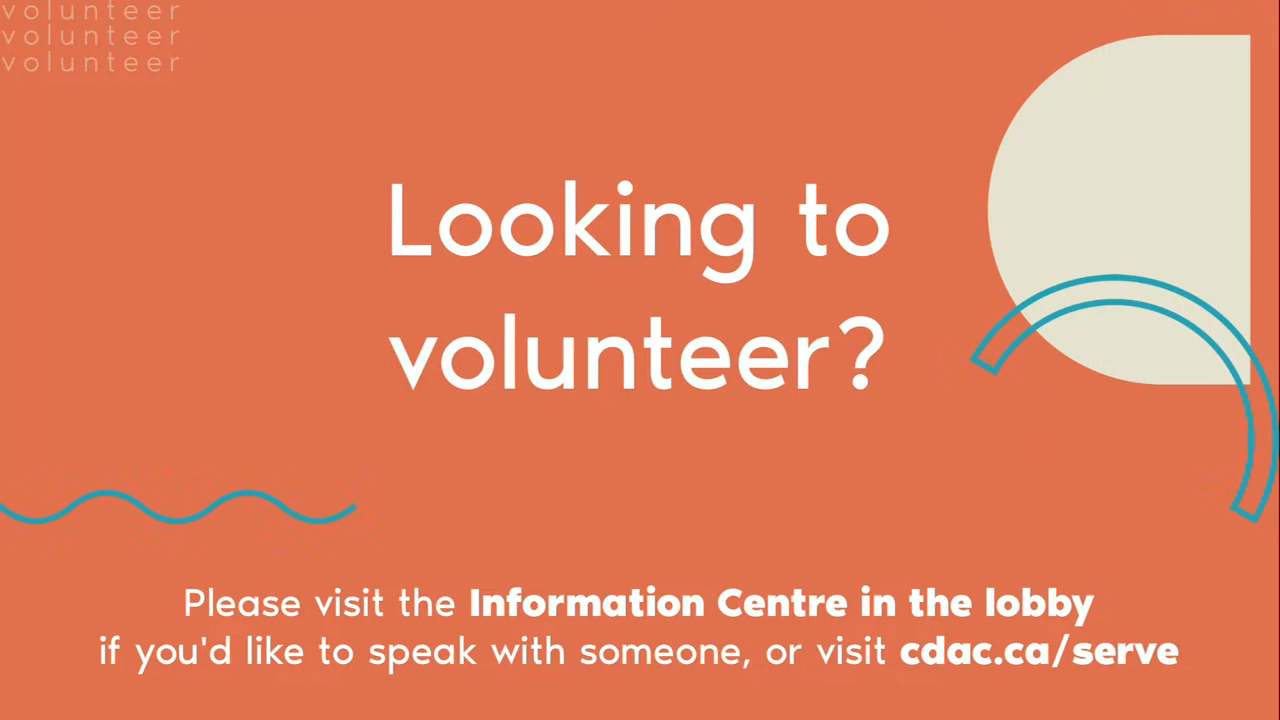 volunteer
volunteer
volunteer
Looking to
volunteer?
Please visit the Information Centre in the lobby
if you'd like to speak with someone, or visit cdac.ca/serve